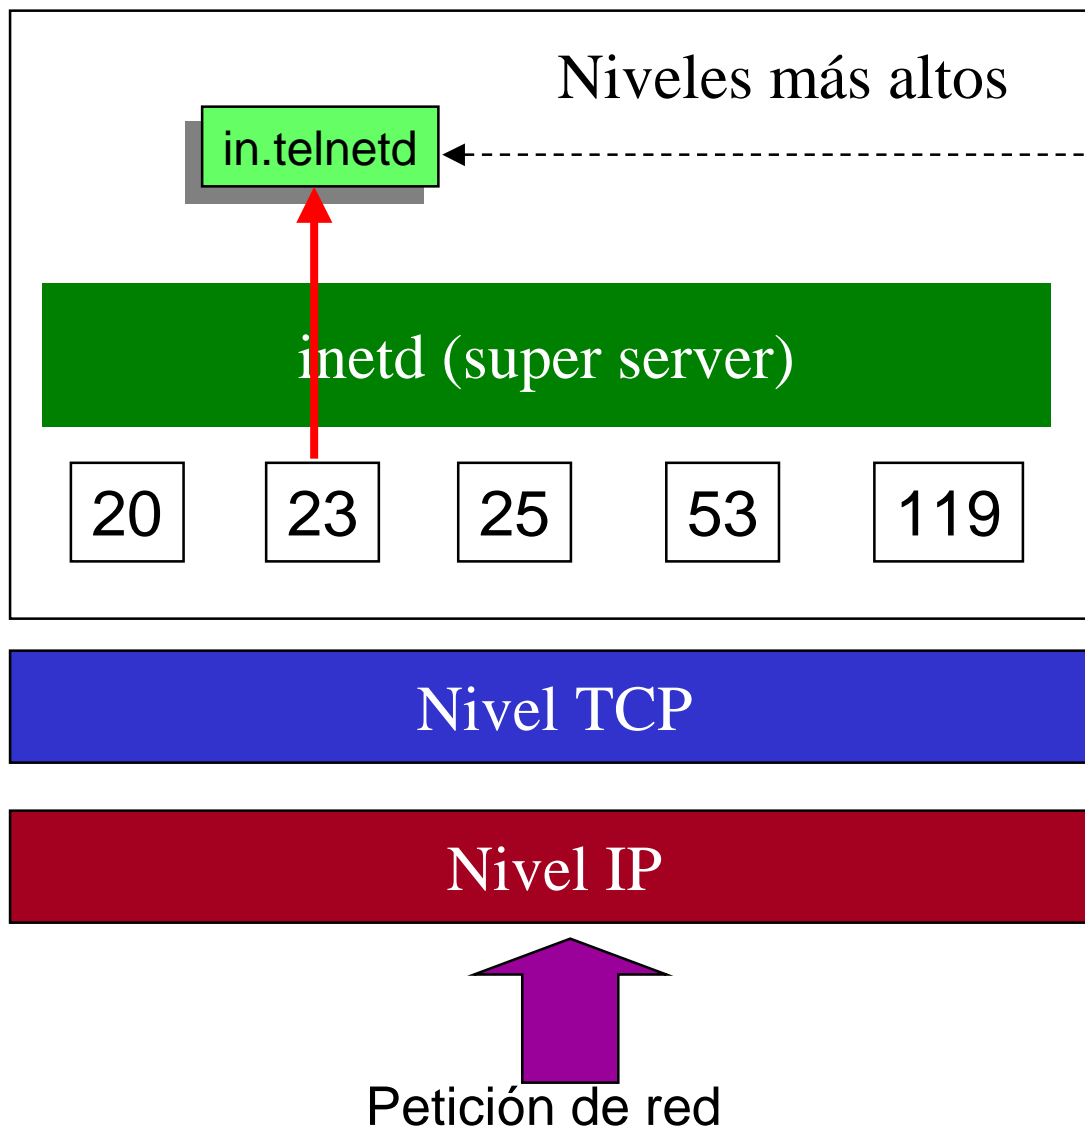 Niveles más altos
in.telnetd
inetd (super server)
20 23 25 53 119
Nivel TCP
Nivel IP
Petición de red